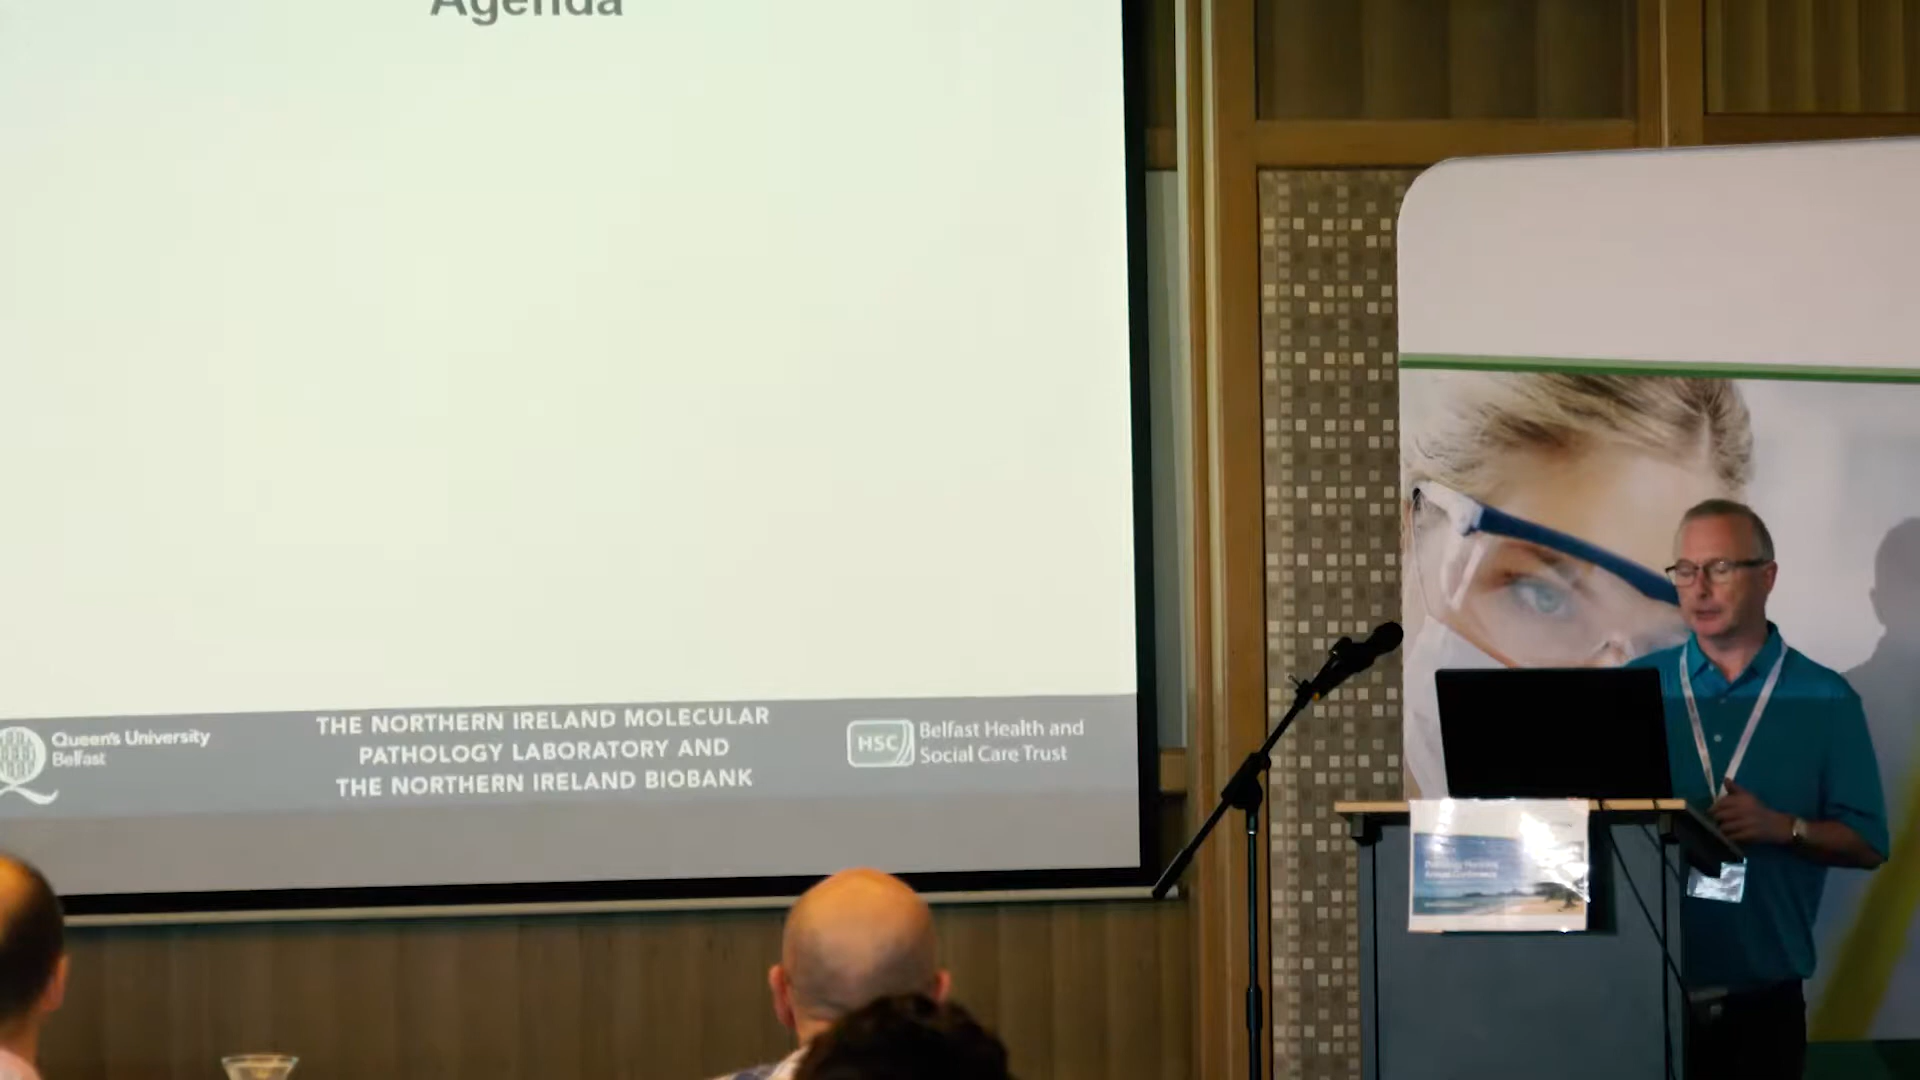 Agenda
Queen's University
Belfast
THE NORTHERN IRELAND MOLECULAR
PATHOLOGY LABORATORY AND
THE NORTHERN IRELAND BIOBANK
HSC
Belfast Health and
Social Care Trust